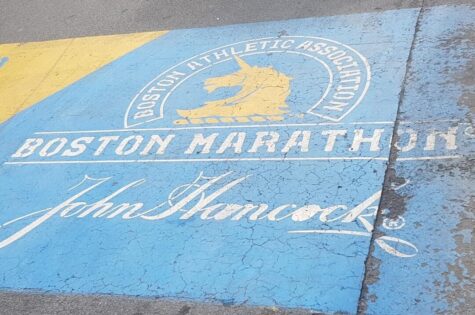 BOSTON ATHLETIC ASSOCIATION
BOSTON MARATHON
John Hancock